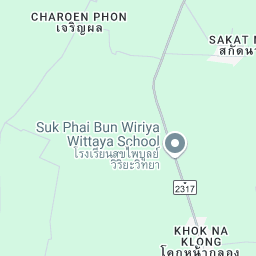 CHAROEN PHON
เจริญผล
SAKAT
สกัดนา
Suk Phai Bun Wiriya
Wittaya School
โรงเรียนสุขไพบูลย์
วิริยะวิทยา
2317
KHOK NA
KLONG
โคกหน้ากลอง